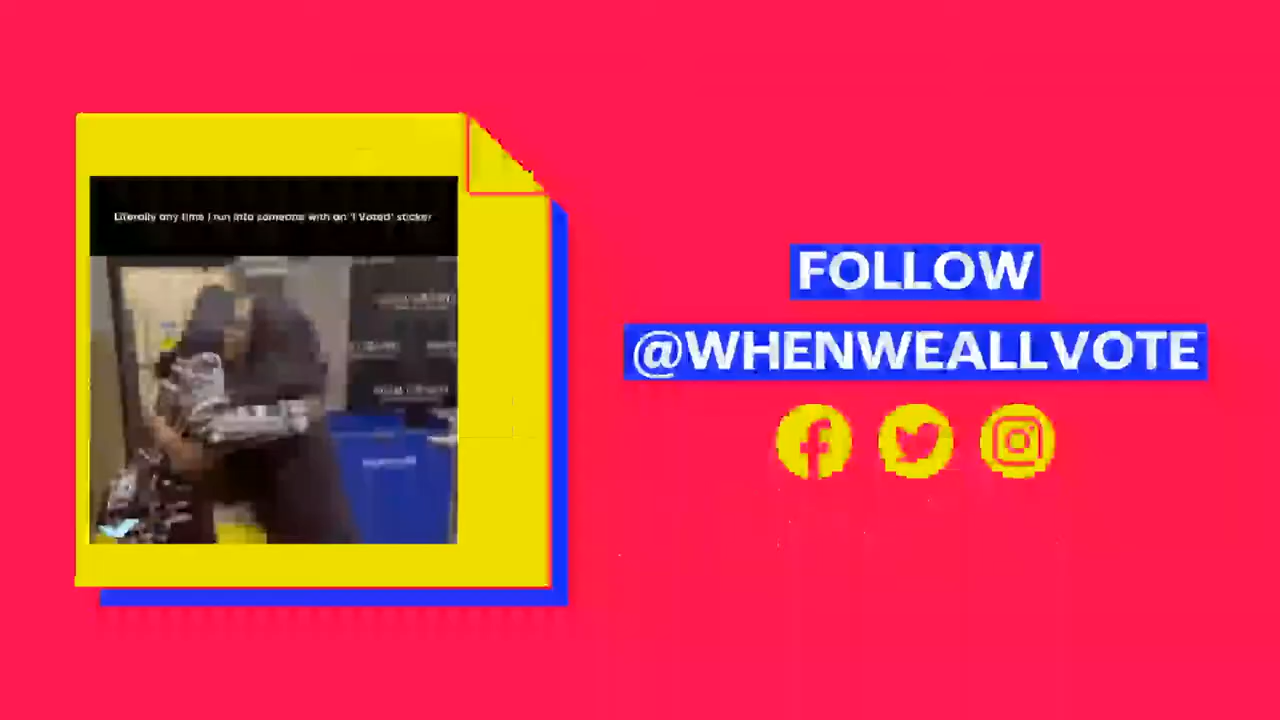 Literally any time I run into someone with an 'I Voted' sticker
FOLLOW
@WHENWEALLVOTE